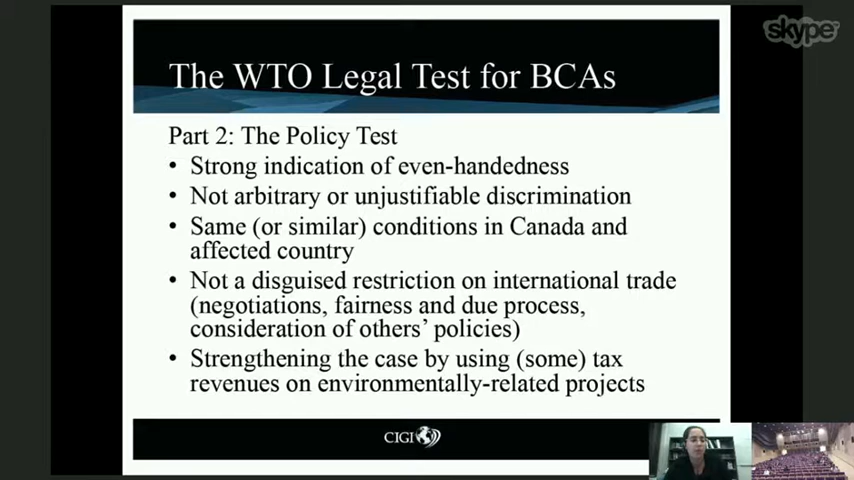 skype
The WTO Legal Test for BCAs
Part 2: The Policy Test
• Strong indication of even-handedness
• Not arbitrary or unjustifiable discrimination
• Same (or similar) conditions in Canada and
affected country
• Not a disguised restriction on international trade
(negotiations, fairness and due process,
consideration of others’ policies)
• Strengthening the case by using (some) tax
revenues on environmentally-related projects
CIGI